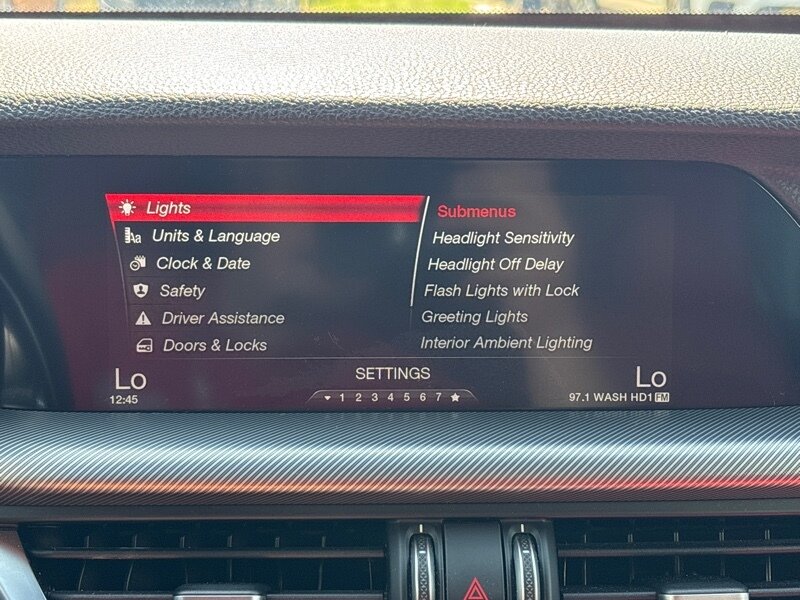 Lights
Units & Language
Clock & Date
Safety
Driver Assistance
Doors & Locks
Submenus
Headlight Sensitivity
Headlight Off Delay
Flash Lights with Lock
Greeting Lights
Interior Ambient Lighting
SETTINGS
Lo
Lo
12:45
1 2 3 4 5 6 7
97.1 WASH HD1 FM